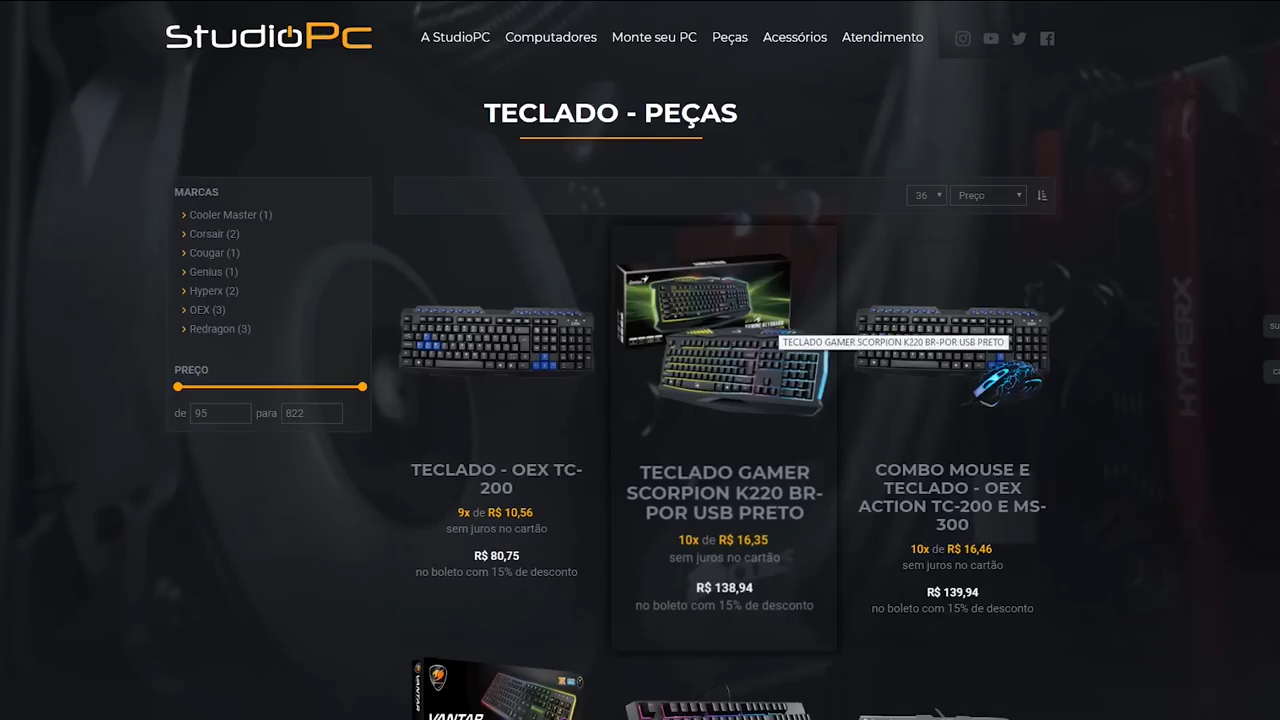 StudioPc
A StudioPC Computadores Monte seu PC Peças Acessórios Atendimento
TECLADO - PEÇAS
MARCAS
Cooler Master (1)
Corsair (2)
Cougar (1)
Genius (1)
Hyperx (2)
OEX (3)
Redragon (3)
PREÇO
de 95 para 822
36 Preço
TECLADO GAMER SCORPION K220 BR-POR USB PRETO
HYPERX
TECLADO - OEX TC-
200
9x de R$ 10,56
sem juros no cartão
R$ 80,75
no boleto com 15% de desconto
TECLADO GAMER
SCORPION K220 BR-
POR USB PRETO
10x de R$ 16,35
sem juros no cartão
R$ 138,94
no boleto com 15% de desconto
COMBO MOUSE E
TECLADO - OEX
ACTION TC-200 E MS-
300
10x de R$ 16,46
sem juros no cartão
R$ 139,94
no boleto com 15% de desconto
VANTAR
VANTAR